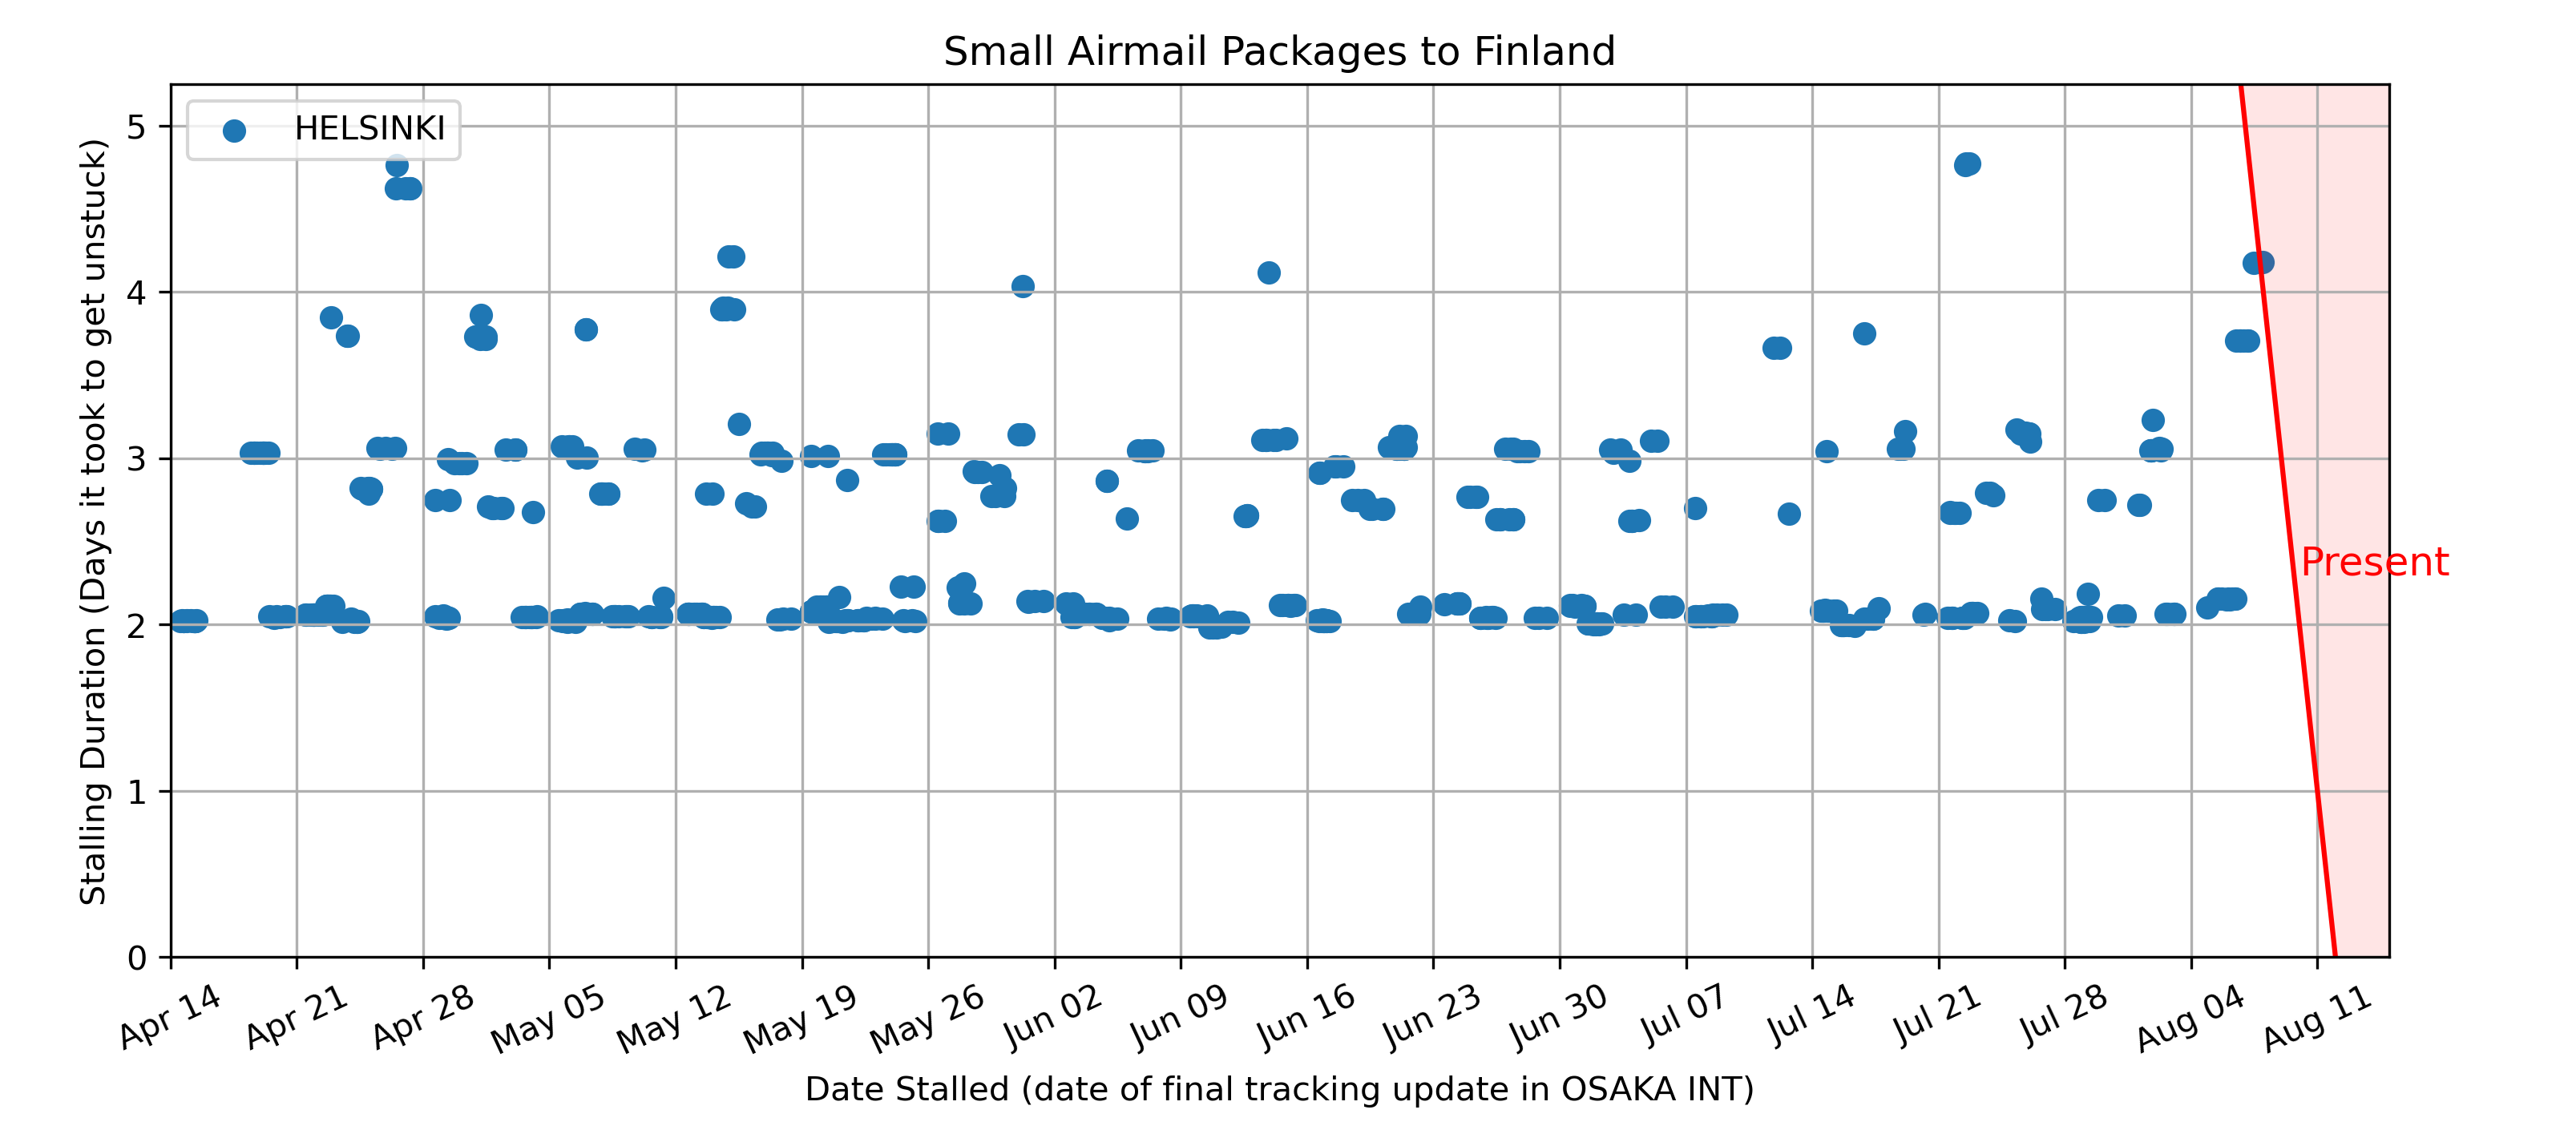 Small Airmail Packages to Finland
HELSINKI
Stalling Duration (Days it took to get unstuck)
5
4
3
2
1
0
Present
Apr 14
Apr 21
Apr 28
May 05
May 12
May 19
May 26
Jun 02
Jun 09
Jun 16
Jun 23
Jun 30
Jul 07
Jul 14
Jul 21
Jul 28
Aug 04
Aug 11
Date Stalled (date of final tracking update in OSAKA INT)